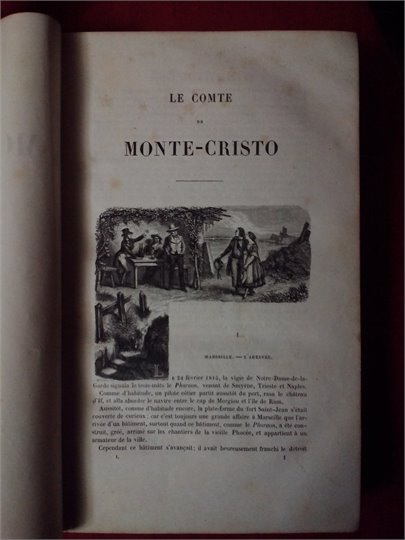 LE COMTE
DE
MONTE-CRISTO
I.
MARSEILLE. — L'ARRIVÉE.
Le 24 février 1815, la vigie de Notre-Dame-de-la-
Garde signala le trois-mâts le Pharaon, venant de Smyrne, Trieste et Naples.
Comme d'habitude, un pilote côtier partit aussitôt du port, rasa le château
d'If, et alla aborder le navire entre le cap de Morgiou et l'île de Riou.
Aussitôt, comme d'habitude encore, la plate-forme du fort Saint-Jean s'était
couverte de curieux; car c'est toujours une grande affaire à Marseille que l'ar-
rivée d'un bâtiment, surtout quand ce bâtiment, comme le Pharaon, a été con-
struit, gréé, arrimé sur les chantiers de la vieille Phocée, et appartient à un
armateur de la ville.
Cependant ce bâtiment s'avançait; il avait heureusement franchi le détroit
I. 1